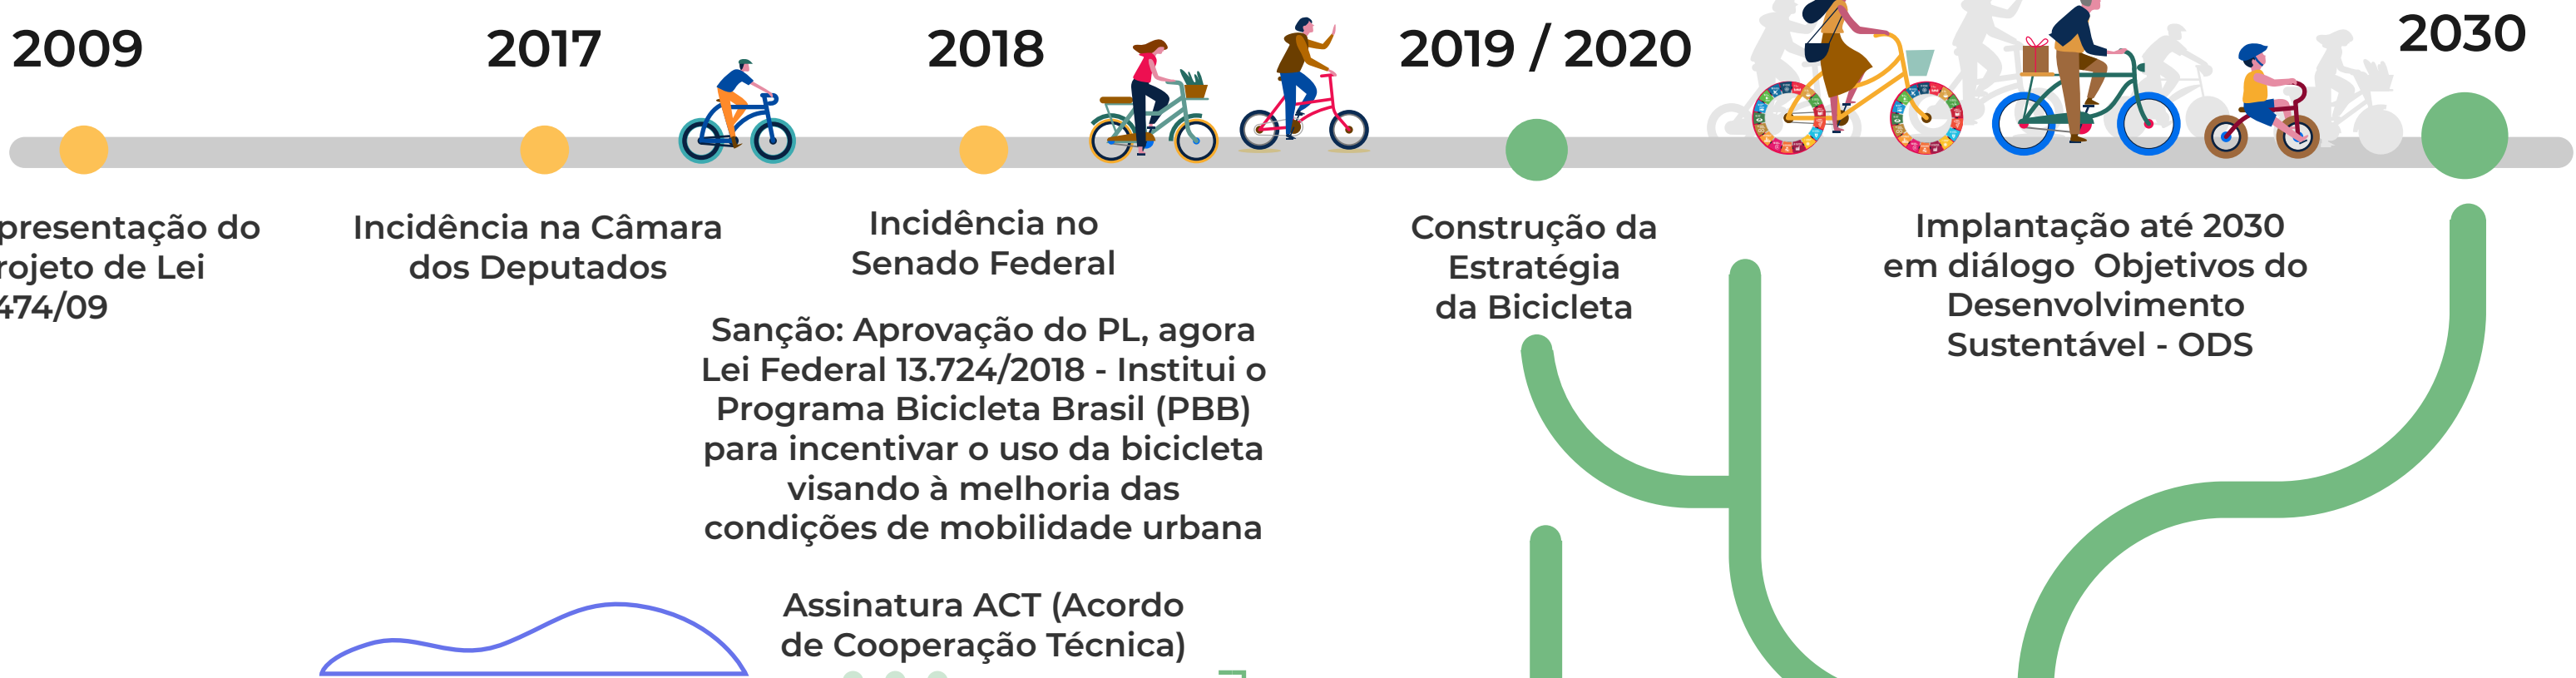 2009
2017
2018
2019 / 2020
2030
presentação do
rojeto de Lei
474/09
Incidência na Câmara
dos Deputados
Incidência no
Senado Federal
Sanção: Aprovação do PL, agora
Lei Federal 13.724/2018 - Institui o
Programa Bicicleta Brasil (PBB)
para incentivar o uso da bicicleta
visando à melhoria das
condições de mobilidade urbana
Assinatura ACT (Acordo
de Cooperação Técnica)
Construção da
Estratégia
da Bicicleta
Implantação até 2030
em diálogo  Objetivos do
Desenvolvimento
Sustentável - ODS